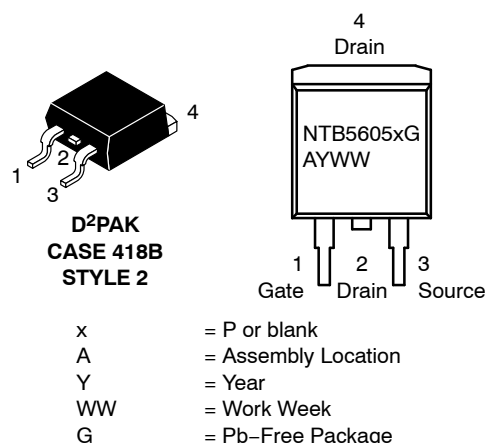 4
Drain
4
NTB5605xG
AYWW
2
1
3
D2PAK
CASE 418B
STYLE 2
1 2 3
Gate Drain Source
x = P or blank
A = Assembly Location
Y = Year
WW = Work Week
G = Pb−Free Package